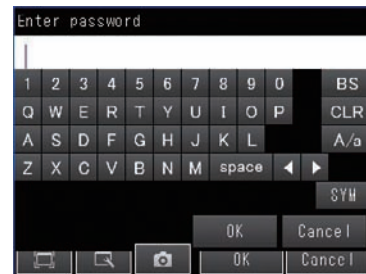 Enter password
1 2 3 4 5 6 7 8 9 0 BS
Q W E R T Y U I O P CLR
A S D F G H J K L A/a
Z X C V B N M space ◀ ▶
SYM
OK Cancel
OK Cancel